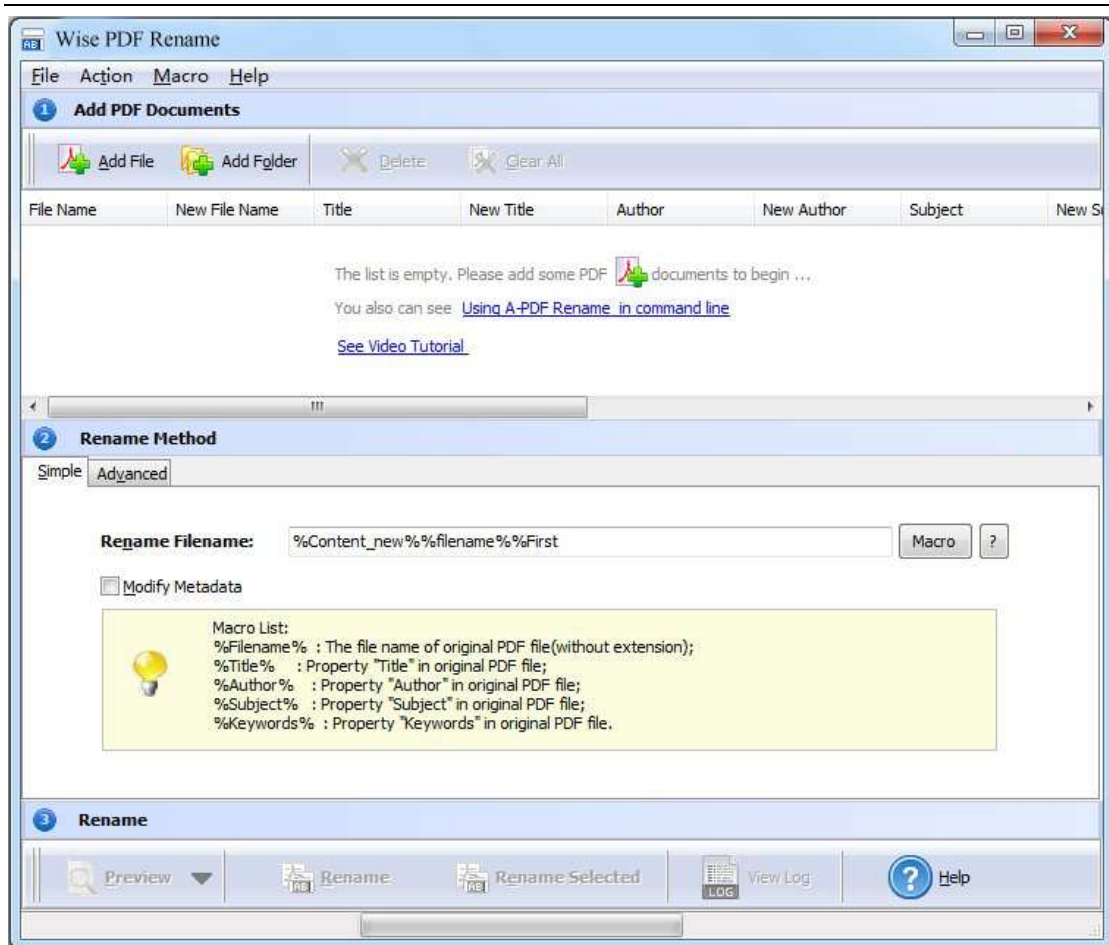 Wise PDF Rename
File Action Macro Help
1 Add PDF Documents
Add File Add Folder Delete Clear All
File Name New File Name Title New Title Author New Author Subject New
The list is empty. Please add some PDF documents to begin ...
You also can see Using A-PDF Rename in command line
See Video Tutorial
2 Rename Method
Simple Advanced
Rename Filename: %Content_new%%filename%%First Macro ?
Modify Metadata
Macro List:
%Filename% : The file name of original PDF file(without extension);
%Title% : Property "Title" in original PDF file;
%Author% : Property "Author" in original PDF file;
%Subject% : Property "Subject" in original PDF file;
%Keywords% : Property "Keywords" in original PDF file.
3 Rename
Preview Rename Rename Selected LOG View Log ? Help